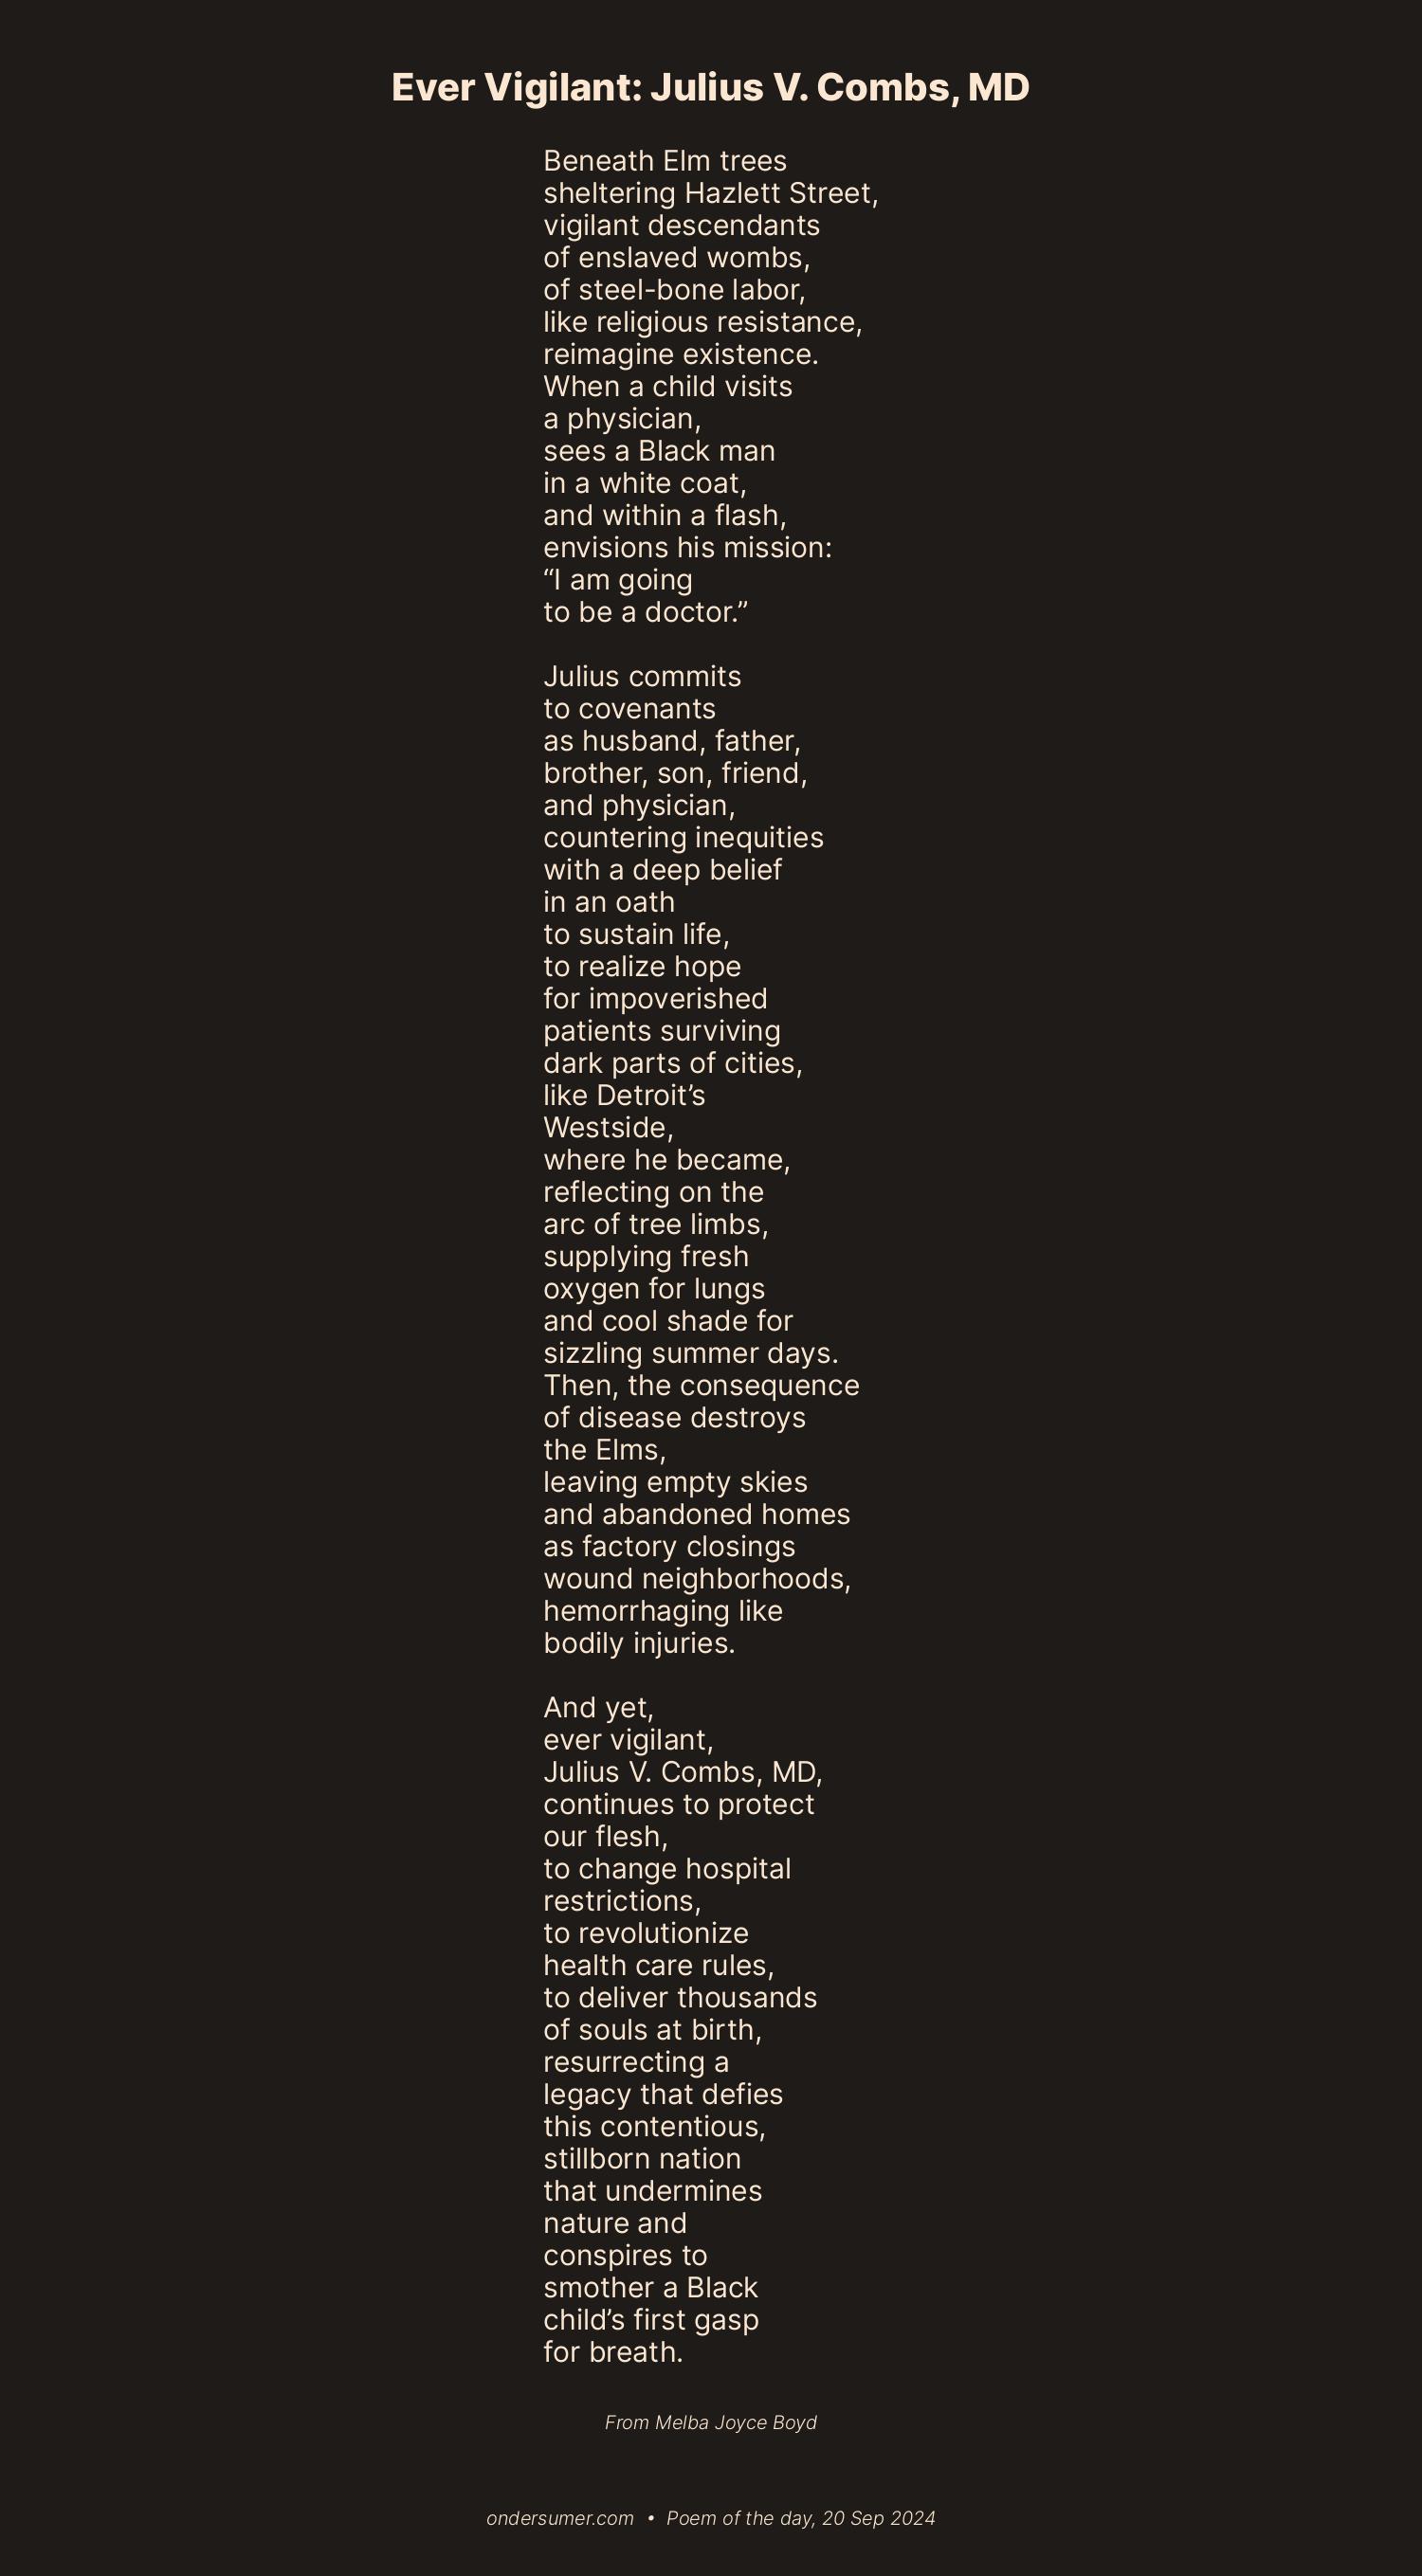 Ever Vigilant: Julius V. Combs, MD
Beneath Elm trees
sheltering Hazlett Street,
vigilant descendants
of enslaved wombs,
of steel-bone labor,
like religious resistance,
reimagine existence.
When a child visits
a physician,
sees a Black man
in a white coat,
and within a flash,
envisions his mission:
“I am going
to be a doctor.”

Julius commits
to covenants
as husband, father,
brother, son, friend,
and physician,
countering inequities
with a deep belief
in an oath
to sustain life,
to realize hope
for impoverished
patients surviving
dark parts of cities,
like Detroit’s
Westside,
where he became,
reflecting on the
arc of tree limbs,
supplying fresh
oxygen for lungs
and cool shade for
sizzling summer days.
Then, the consequence
of disease destroys
the Elms,
leaving empty skies
and abandoned homes
as factory closings
wound neighborhoods,
hemorrhaging like
bodily injuries.

And yet,
ever vigilant,
Julius V. Combs, MD,
continues to protect
our flesh,
to change hospital
restrictions,
to revolutionize
health care rules,
to deliver thousands
of souls at birth,
resurrecting a
legacy that defies
this contentious,
stillborn nation
that undermines
nature and
conspires to
smother a Black
child’s first gasp
for breath.

From Melba Joyce Boyd
ondersumer.com • Poem of the day, 20 Sep 2024